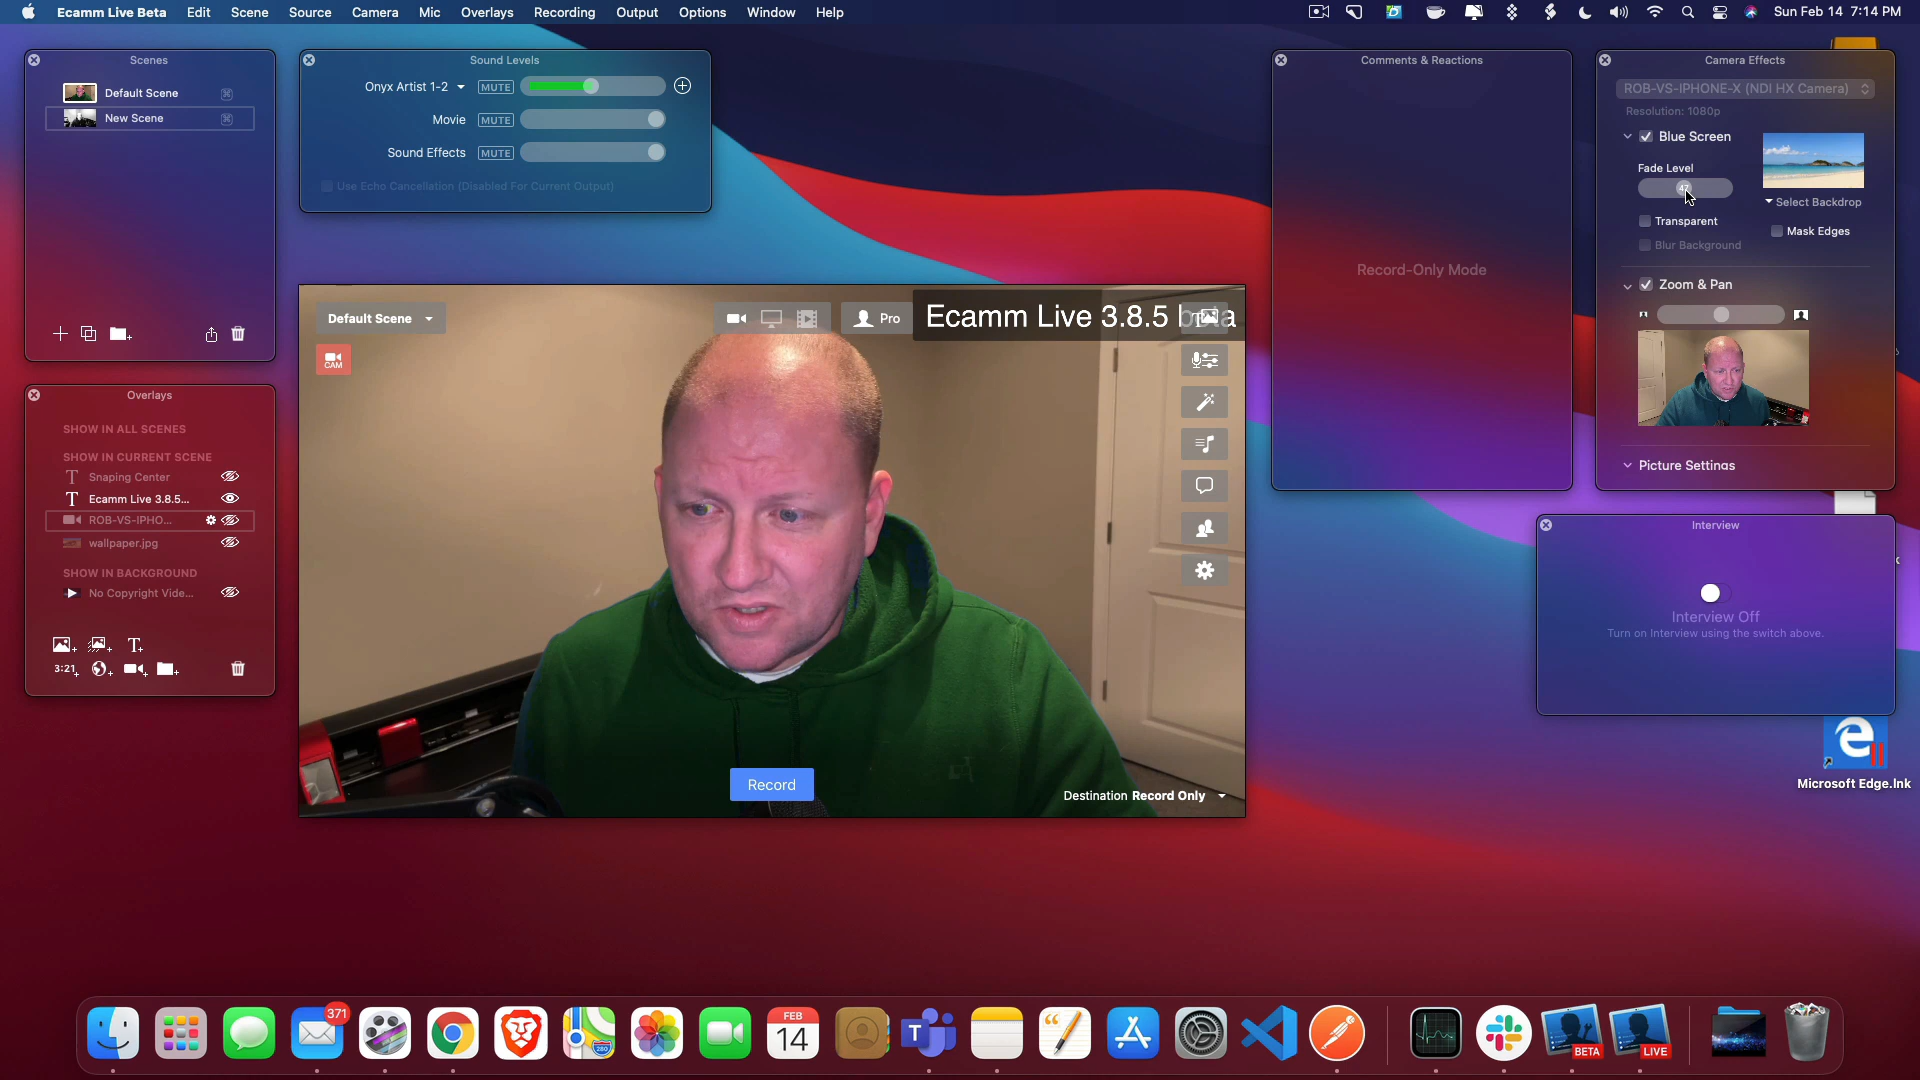 Ecamm Live Beta Edit Scene Source Camera Mic Overlays Recording Output Options Window Help
Sun Feb 14 7:14 PM
Scenes
Default Scene
New Scene
Sound Levels
Onyx Artist 1-2 MUTE
Movie MUTE
Sound Effects MUTE
Use Echo Cancellation (Disabled For Current Output)
Comments & Reactions
Record-Only Mode
Camera Effects
ROB-VS-IPHONE-X (NDI HX Camera)
Resolution: 1080p
Blue Screen
Fade Level
47
Select Backdrop
Transparent
Mask Edges
Blur Background
Zoom & Pan
Picture Settings
Overlays
SHOW IN ALL SCENES
SHOW IN CURRENT SCENE
Snaping Center
Ecamm Live 3.8.5...
ROB-VS-IPHO...
wallpaper.jpg
SHOW IN BACKGROUND
No Copyright Vide...
3:21
Default Scene
Pro
Ecamm Live 3.8.5 beta
CAM
Record
Destination Record Only
Interview
Interview Off
Turn on Interview using the switch above.
Microsoft Edge.lnk
371
FEB
14
280
BETA
LIVE